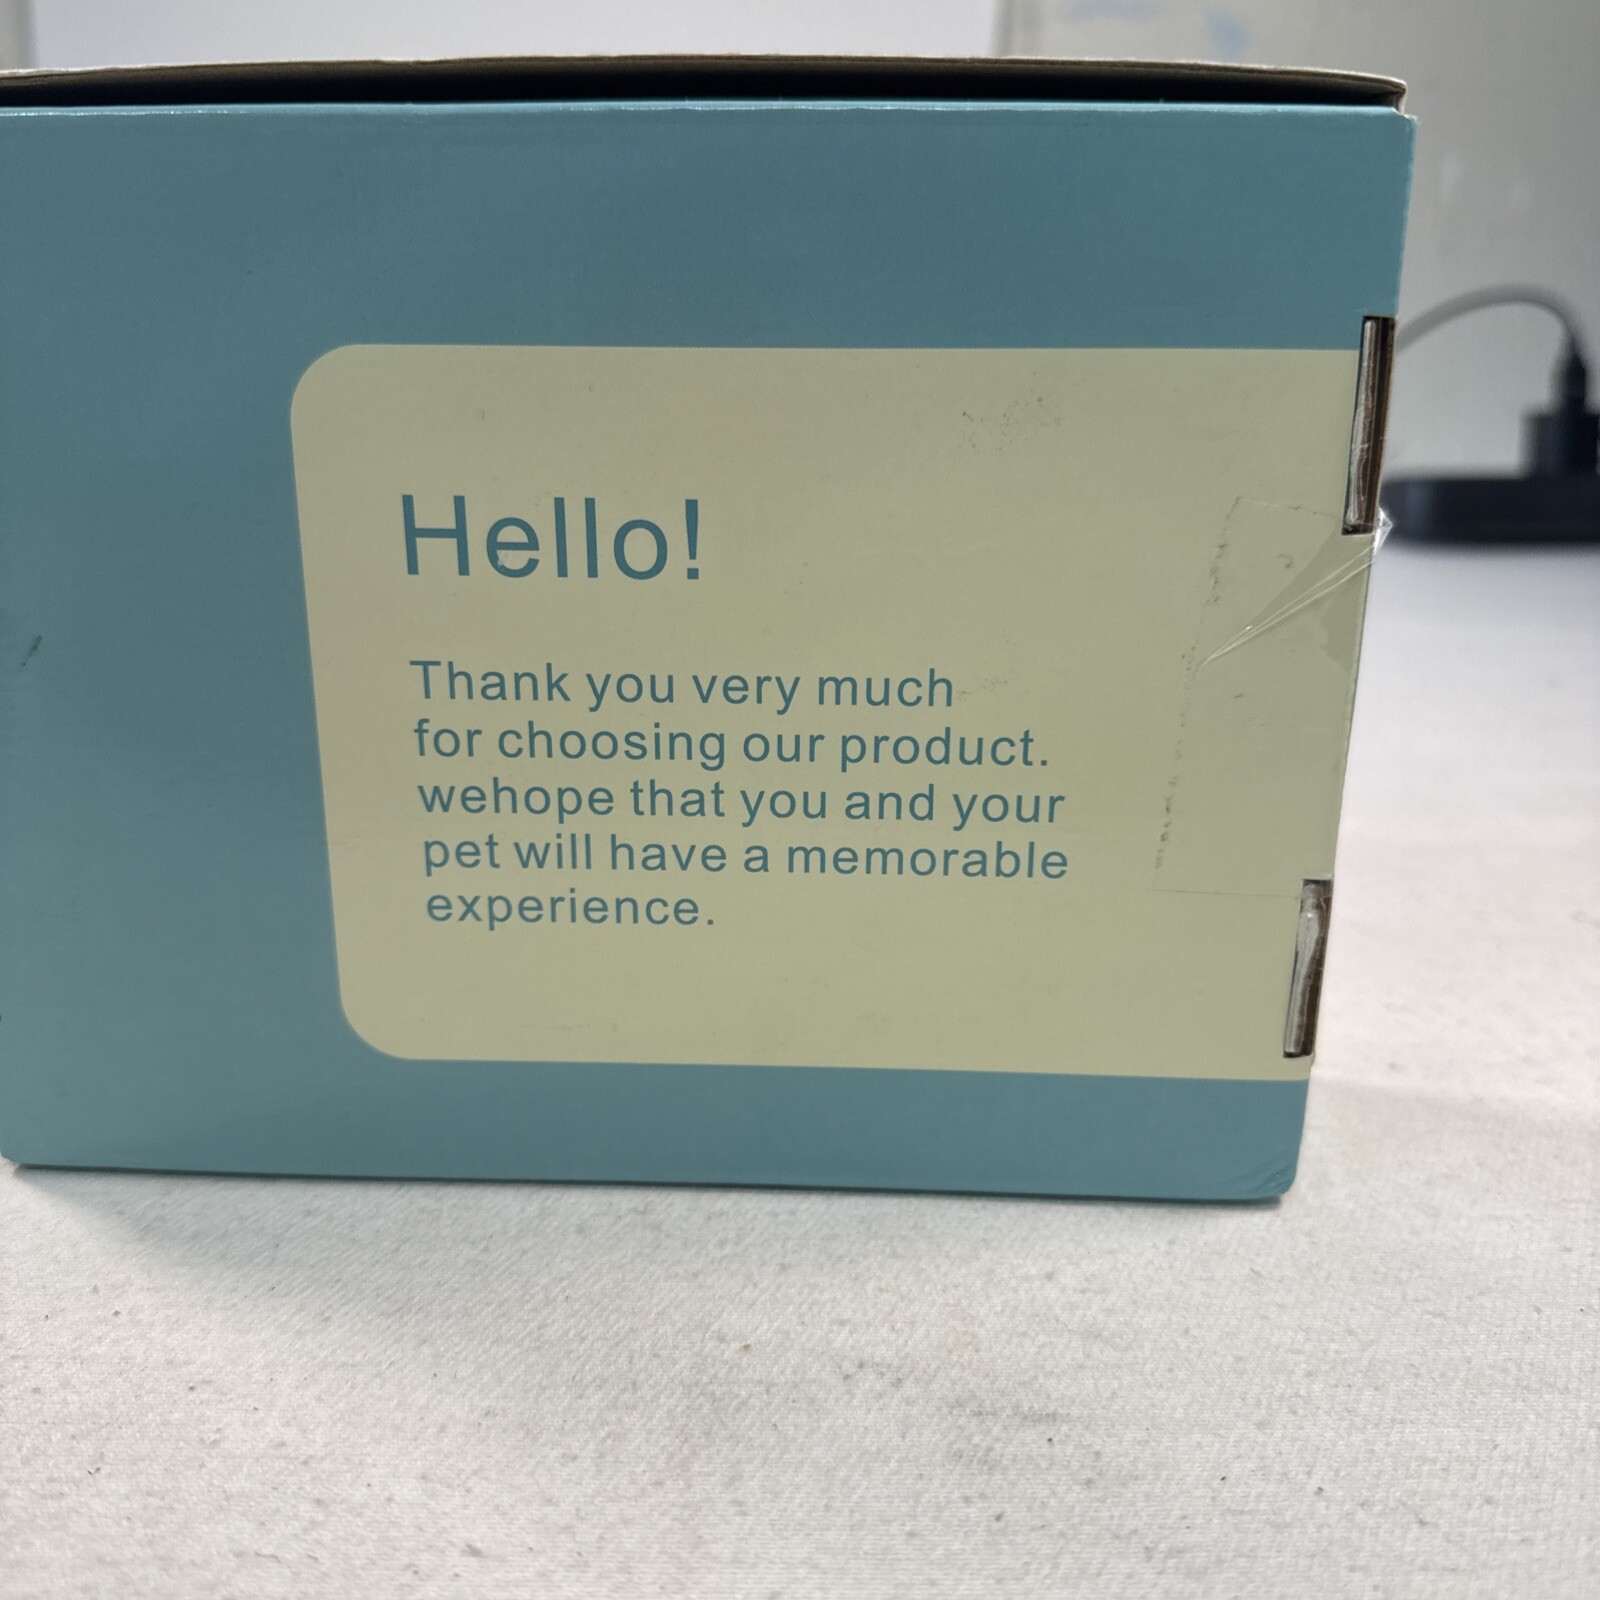 Hello!
Thank you very much
for choosing our product.
wehope that you and your
pet will have a memorable
experience.